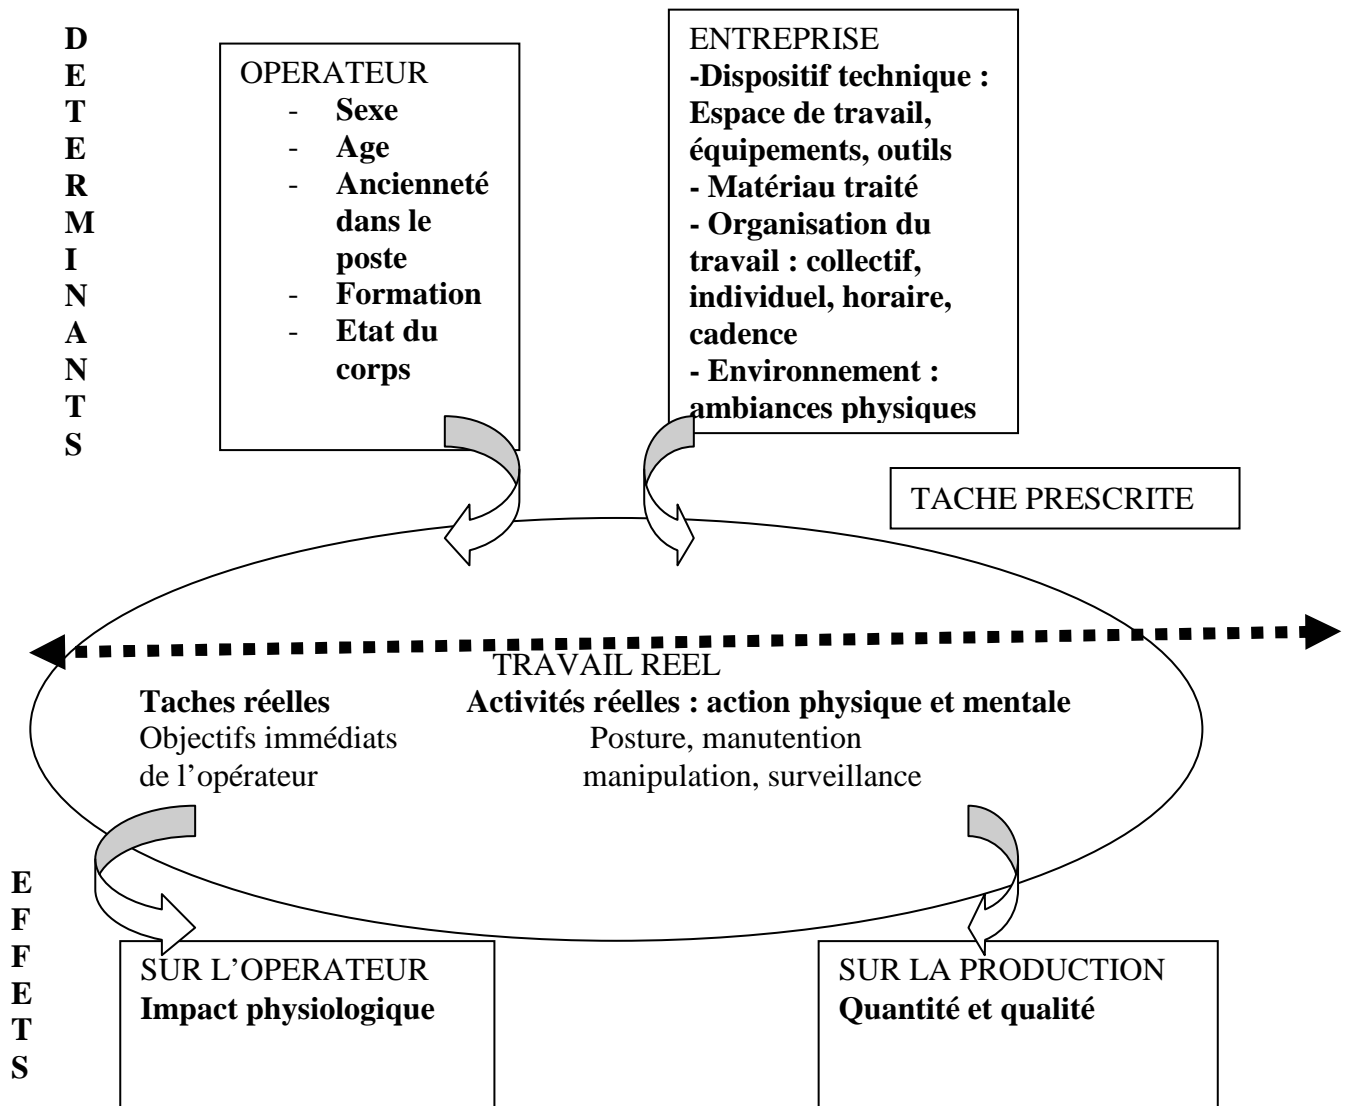 DETERMINANTS
OPERATEUR
- Sexe
- Age
- Ancienneté
dans le
poste
- Formation
- Etat du
corps
ENTREPRISE
-Dispositif technique :
Espace de travail,
équipements, outils
- Matériau traité
- Organisation du
travail : collectif,
individuel, horaire,
cadence
- Environnement :
ambiances physiques
TACHE PRESCRITE
TRAVAIL REEL
Taches réelles
Objectifs immédiats
de l’opérateur
Activités réelles : action physique et mentale
Posture, manutention
manipulation, surveillance
EFFETS
SUR L’OPERATEUR
Impact physiologique
SUR LA PRODUCTION
Quantité et qualité